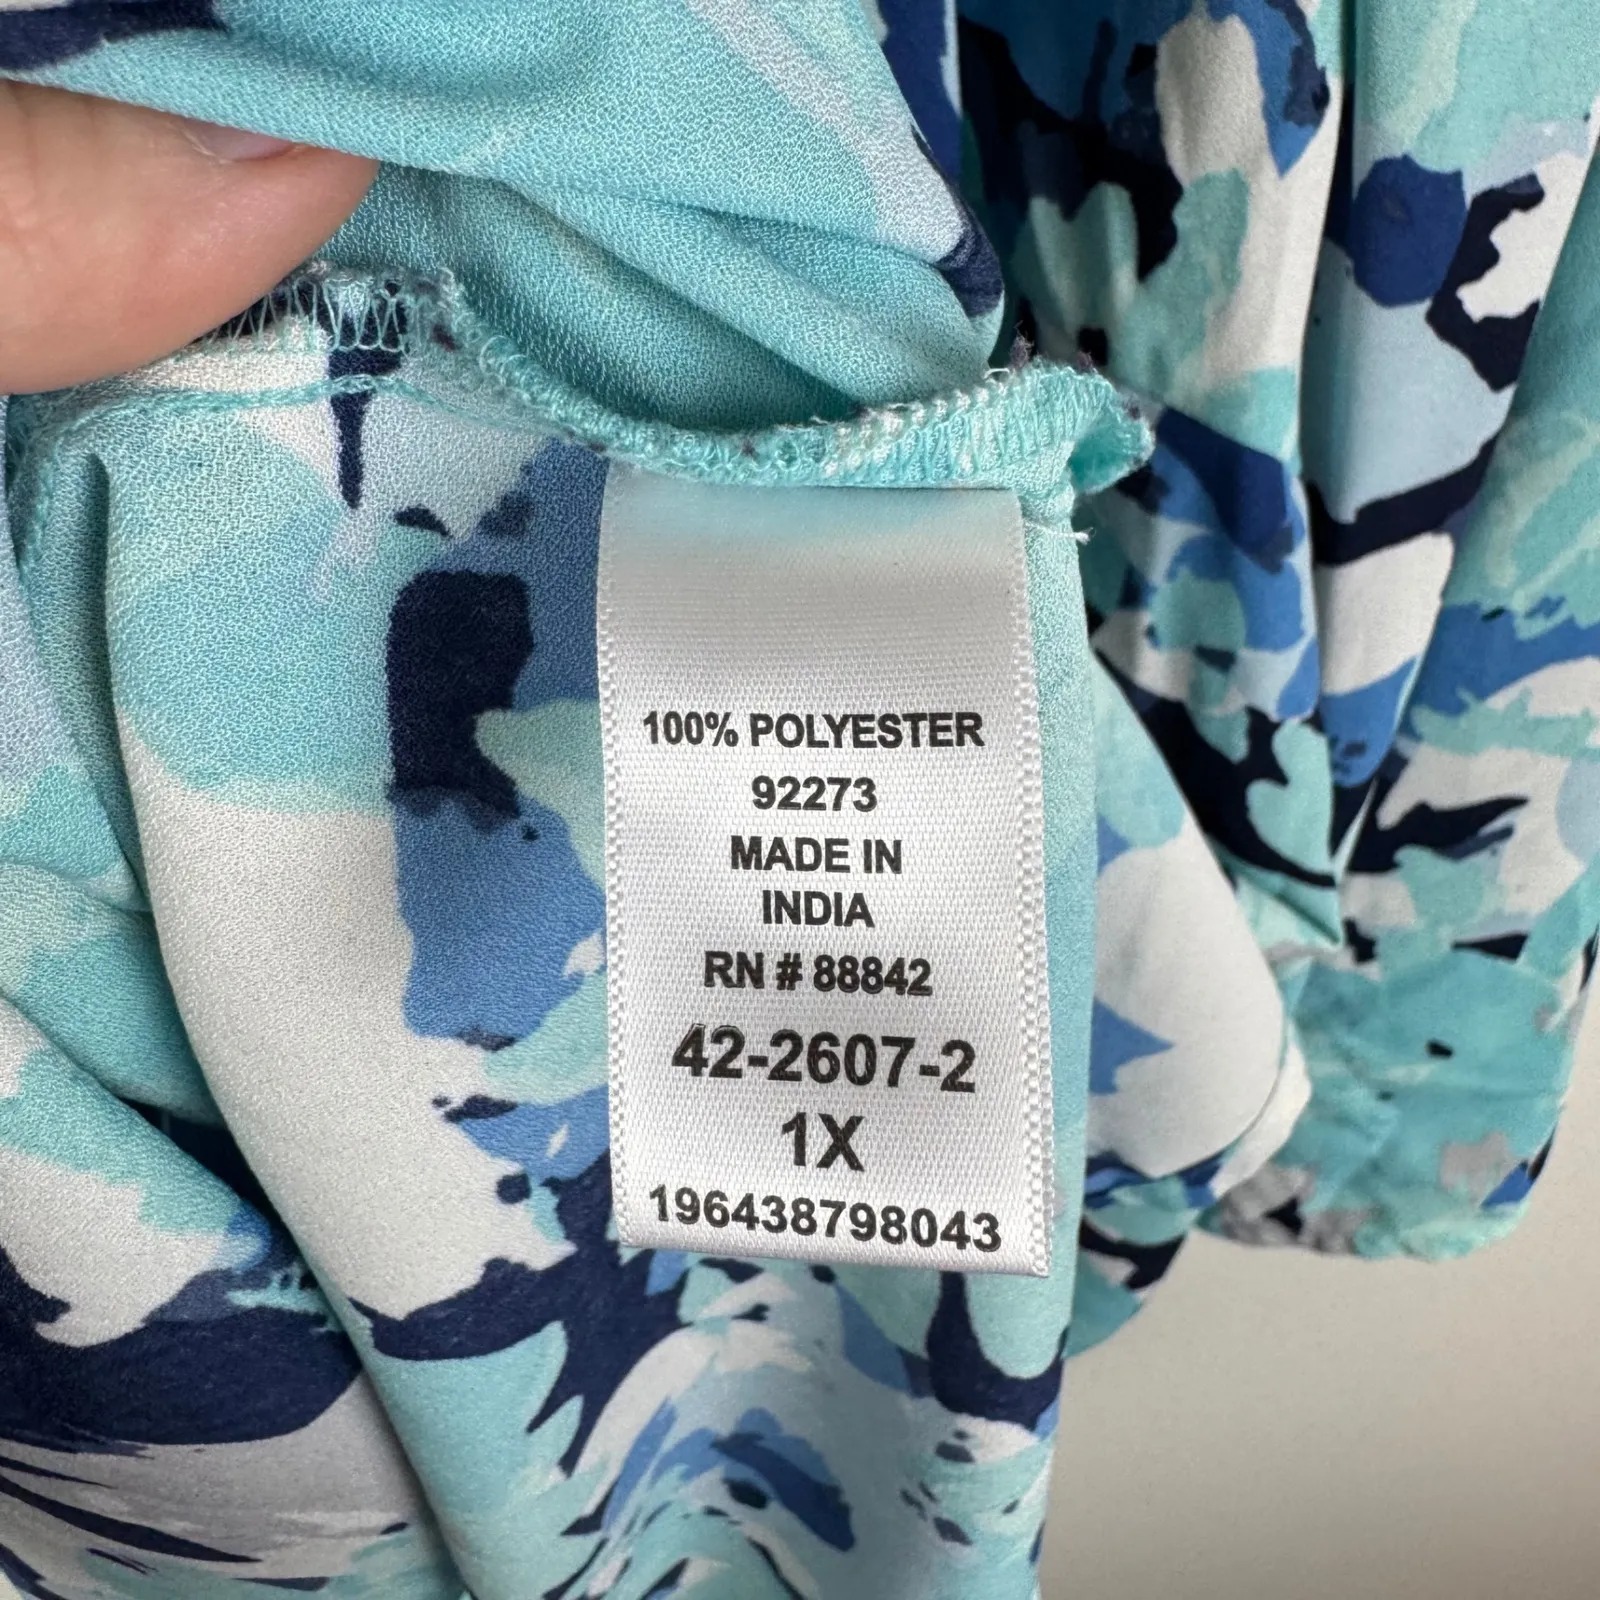 100% POLYESTER
92273
MADE IN
INDIA
RN # 88842
42-2607-2
1X
196438798043